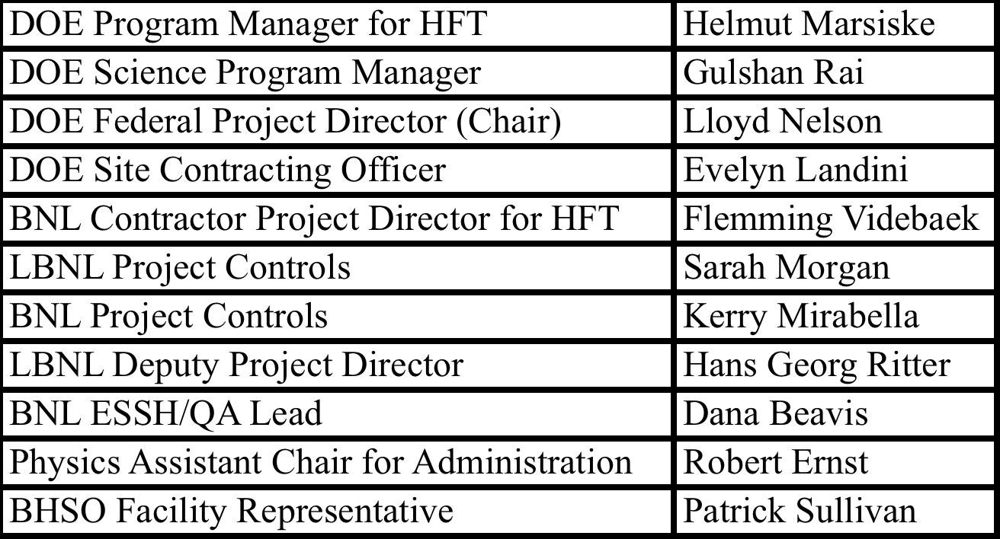 DOE Program Manager for HFT Helmut Marsiske
DOE Science Program Manager Gulshan Rai
DOE Federal Project Director (Chair) Lloyd Nelson
DOE Site Contracting Officer Evelyn Landini
BNL Contractor Project Director for HFT Flemming Videbaek
LBNL Project Controls Sarah Morgan
BNL Project Controls Kerry Mirabella
LBNL Deputy Project Director Hans Georg Ritter
BNL ESSH/QA Lead Dana Beavis
Physics Assistant Chair for Administration Robert Ernst
BHSO Facility Representative Patrick Sullivan